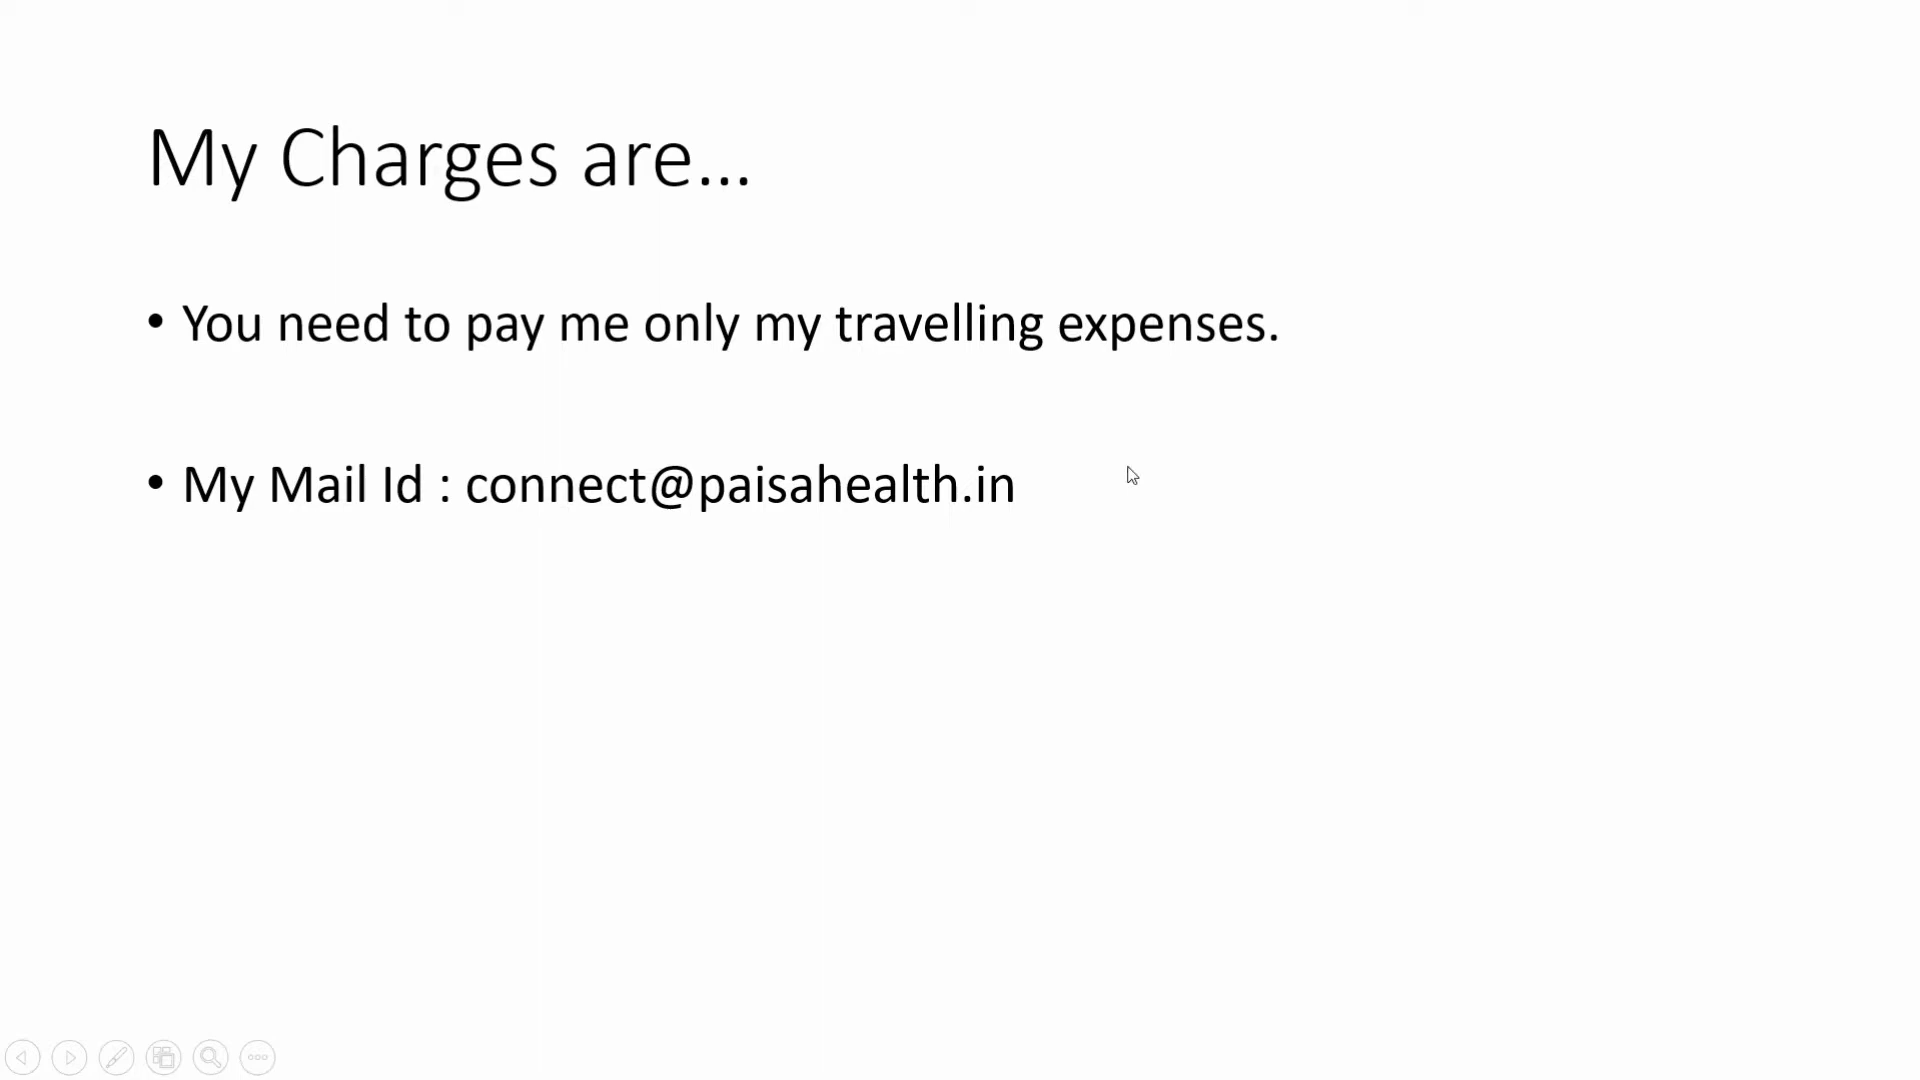 My Charges are...
• You need to pay me only my travelling expenses.
• My Mail Id : connect@paisahealth.in